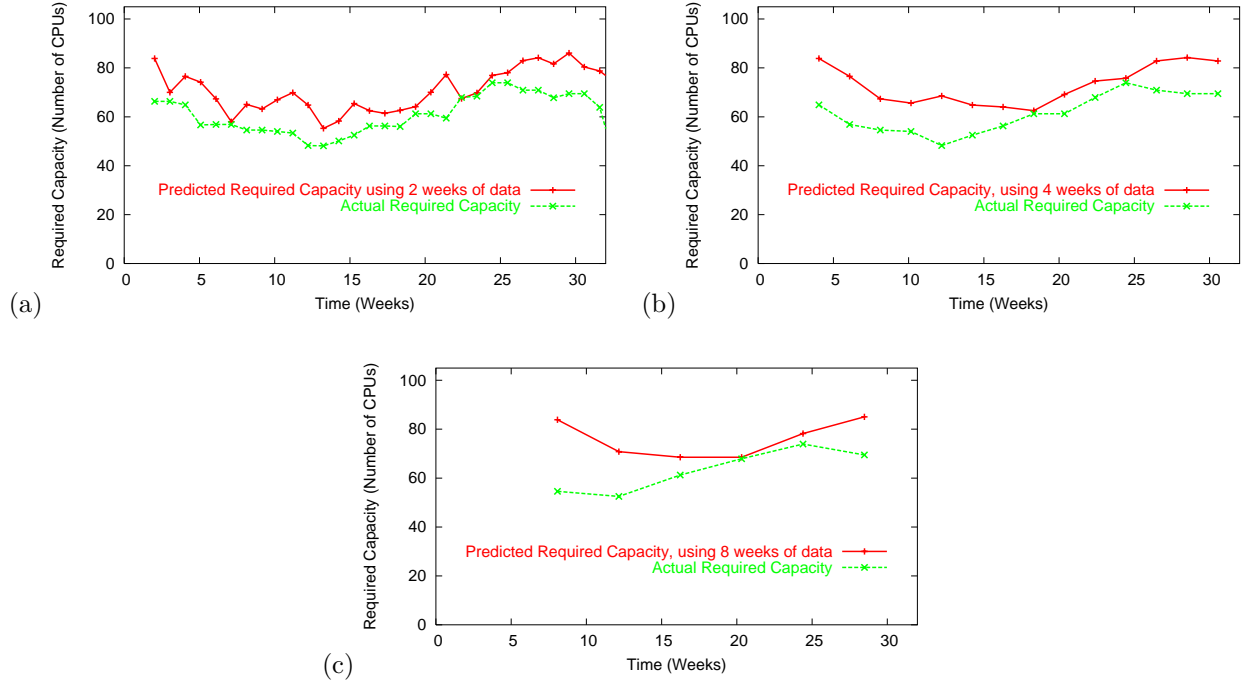 Required Capacity (Number of CPUs)
100
80
60
40
20
0
Predicted Required Capacity using 2 weeks of data
Actual Required Capacity
0 5 10 15 20 25 30
Time (Weeks)
(a)
Required Capacity (Number of CPUs)
100
80
60
40
20
0
Predicted Required Capacity, using 4 weeks of data
Actual Required Capacity
0 5 10 15 20 25 30
Time (Weeks)
(b)
Required Capacity (Number of CPUs)
100
80
60
40
20
0
Predicted Required Capacity, using 8 weeks of data
Actual Required Capacity
0 5 10 15 20 25 30
Time (Weeks)
(c)